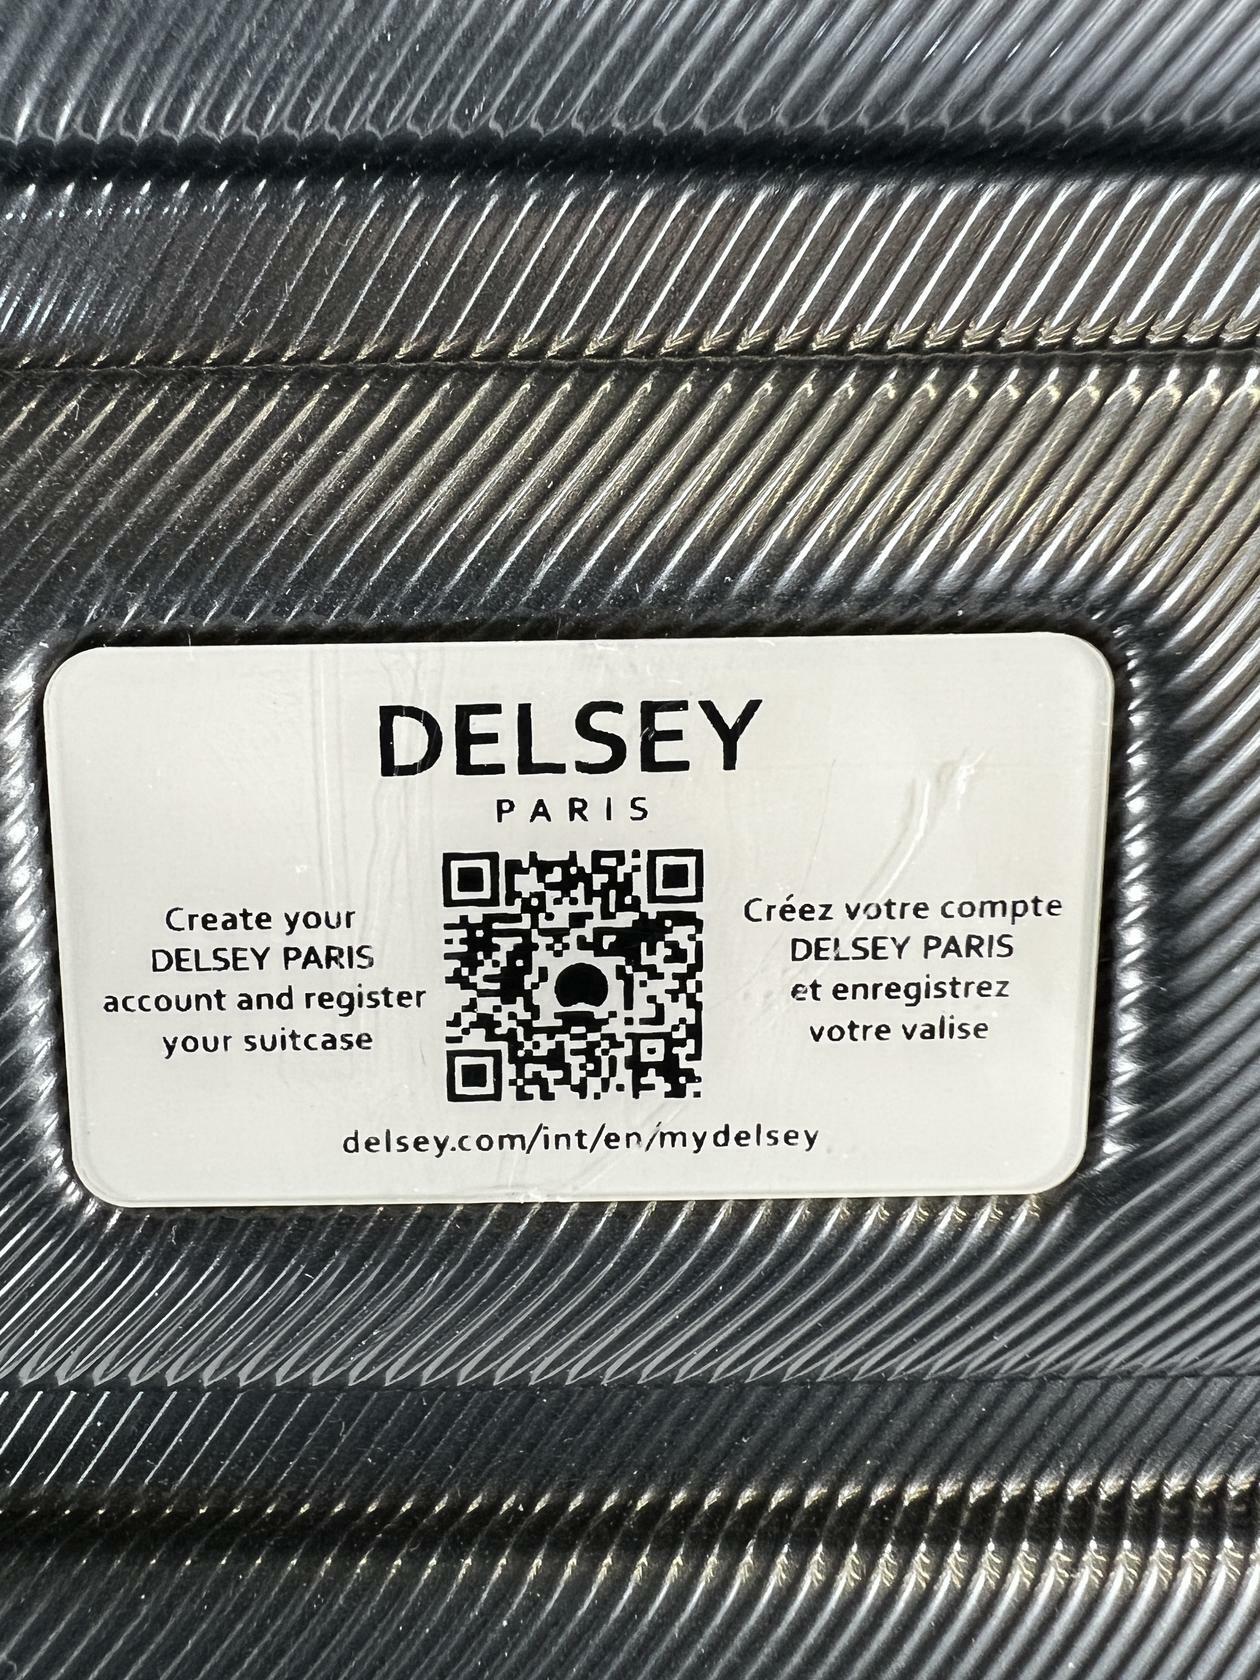 DELSEY
PARIS
Create your
DELSEY PARIS
account and register
your suitcase
Créez votre compte
DELSEY PARIS
et enregistrez
votre valise
delsey.com/int/en/mydelsey